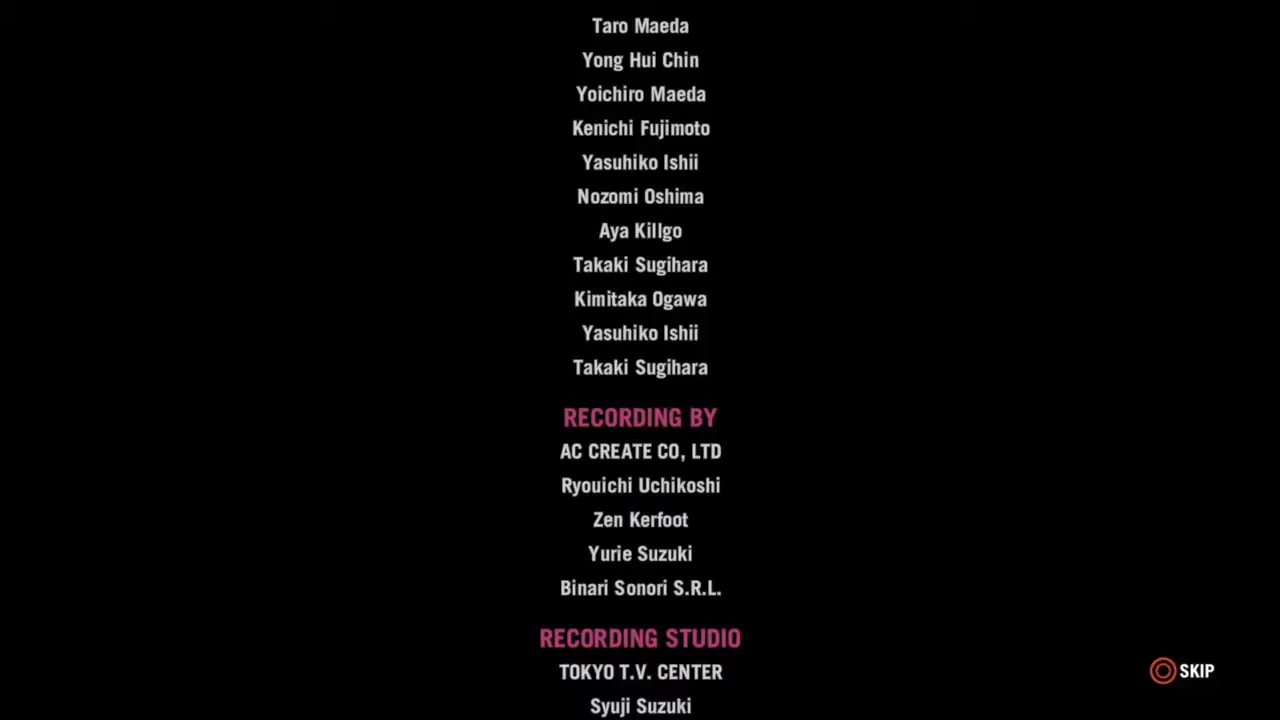 Taro Maeda
Yong Hui Chin
Yoichiro Maeda
Kenichi Fujimoto
Yasuhiko Ishii
Nozomi Oshima
Aya Killgo
Takaki Sugihara
Kimitaka Ogawa
Yasuhiko Ishii
Takaki Sugihara
RECORDING BY
AC CREATE CO, LTD
Ryouichi Uchikoshi
Zen Kerfoot
Yurie Suzuki
Binari Sonori S.R.L.
RECORDING STUDIO
TOKYO T.V. CENTER
SKIP
Syuji Suzuki